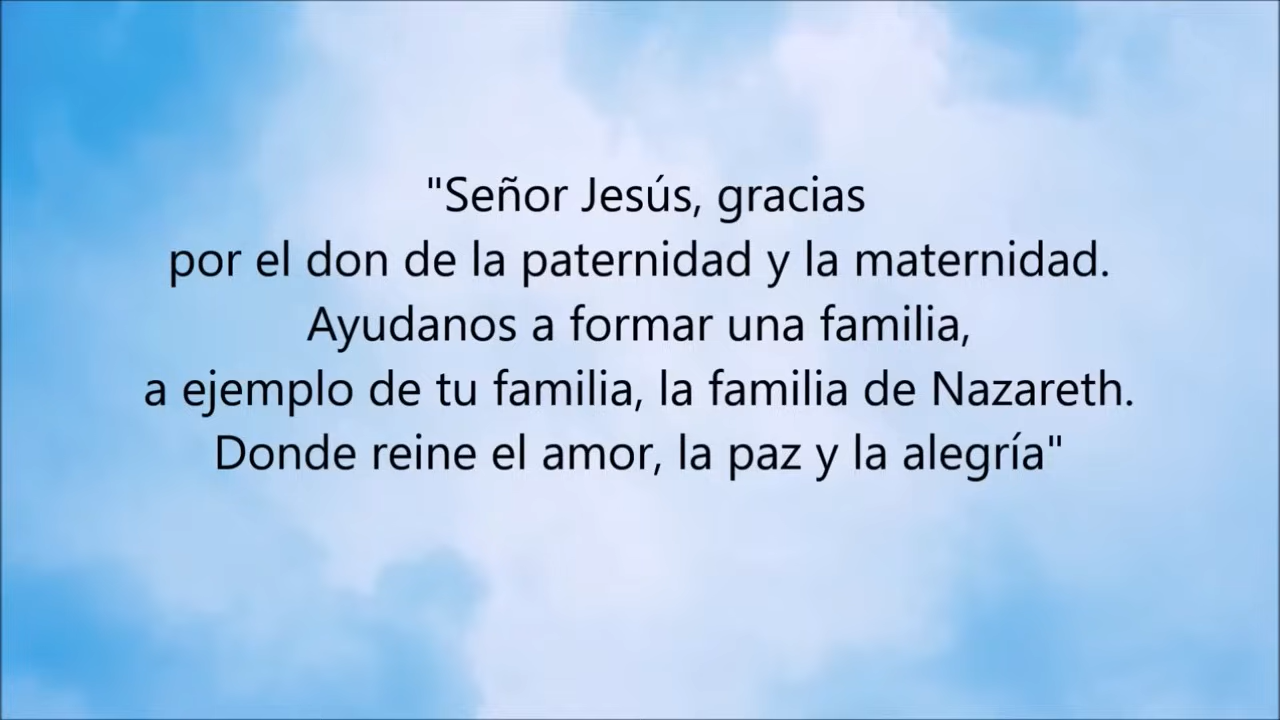 "Señor Jesús, gracias
por el don de la paternidad y la maternidad.
Ayudanos a formar una familia,
a ejemplo de tu familia, la familia de Nazareth.
Donde reine el amor, la paz y la alegría"